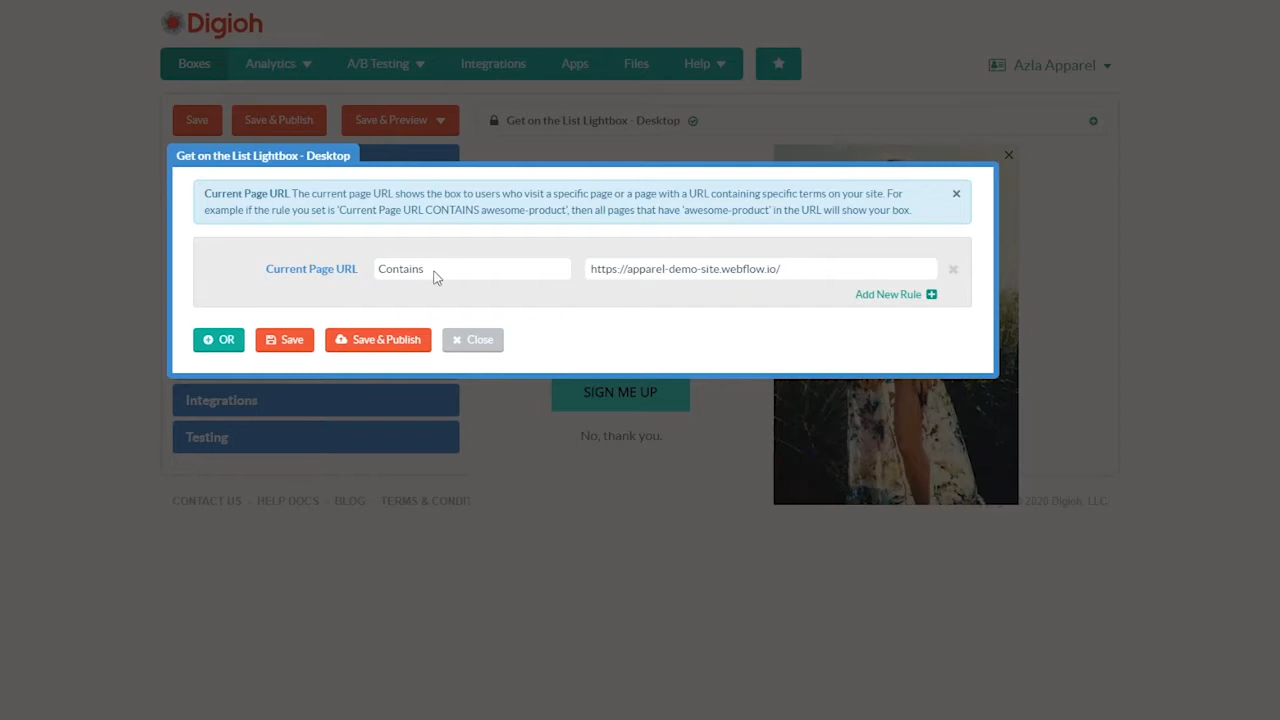 Digioh
Boxes Analytics A/B Testing Integrations Apps Files Help Azla Apparel
Save Save & Publish Save & Preview Get on the List Lightbox - Desktop
Get on the List Lightbox - Desktop
Current Page URL The current page URL shows the box to users who visit a specific page or a page with a URL containing specific terms on your site. For
example if the rule you set is 'Current Page URL CONTAINS awesome-product', then all pages that have 'awesome-product' in the URL will show your box.
Current Page URL Contains https://apparel-demo-site.webflow.io/
Add New Rule
OR Save Save & Publish Close
SIGN ME UP
Integrations
No, thank you.
Testing
CONTACT US - HELP DOCS - BLOG - TERMS & CONDIT 2020 Digioh, LLC.